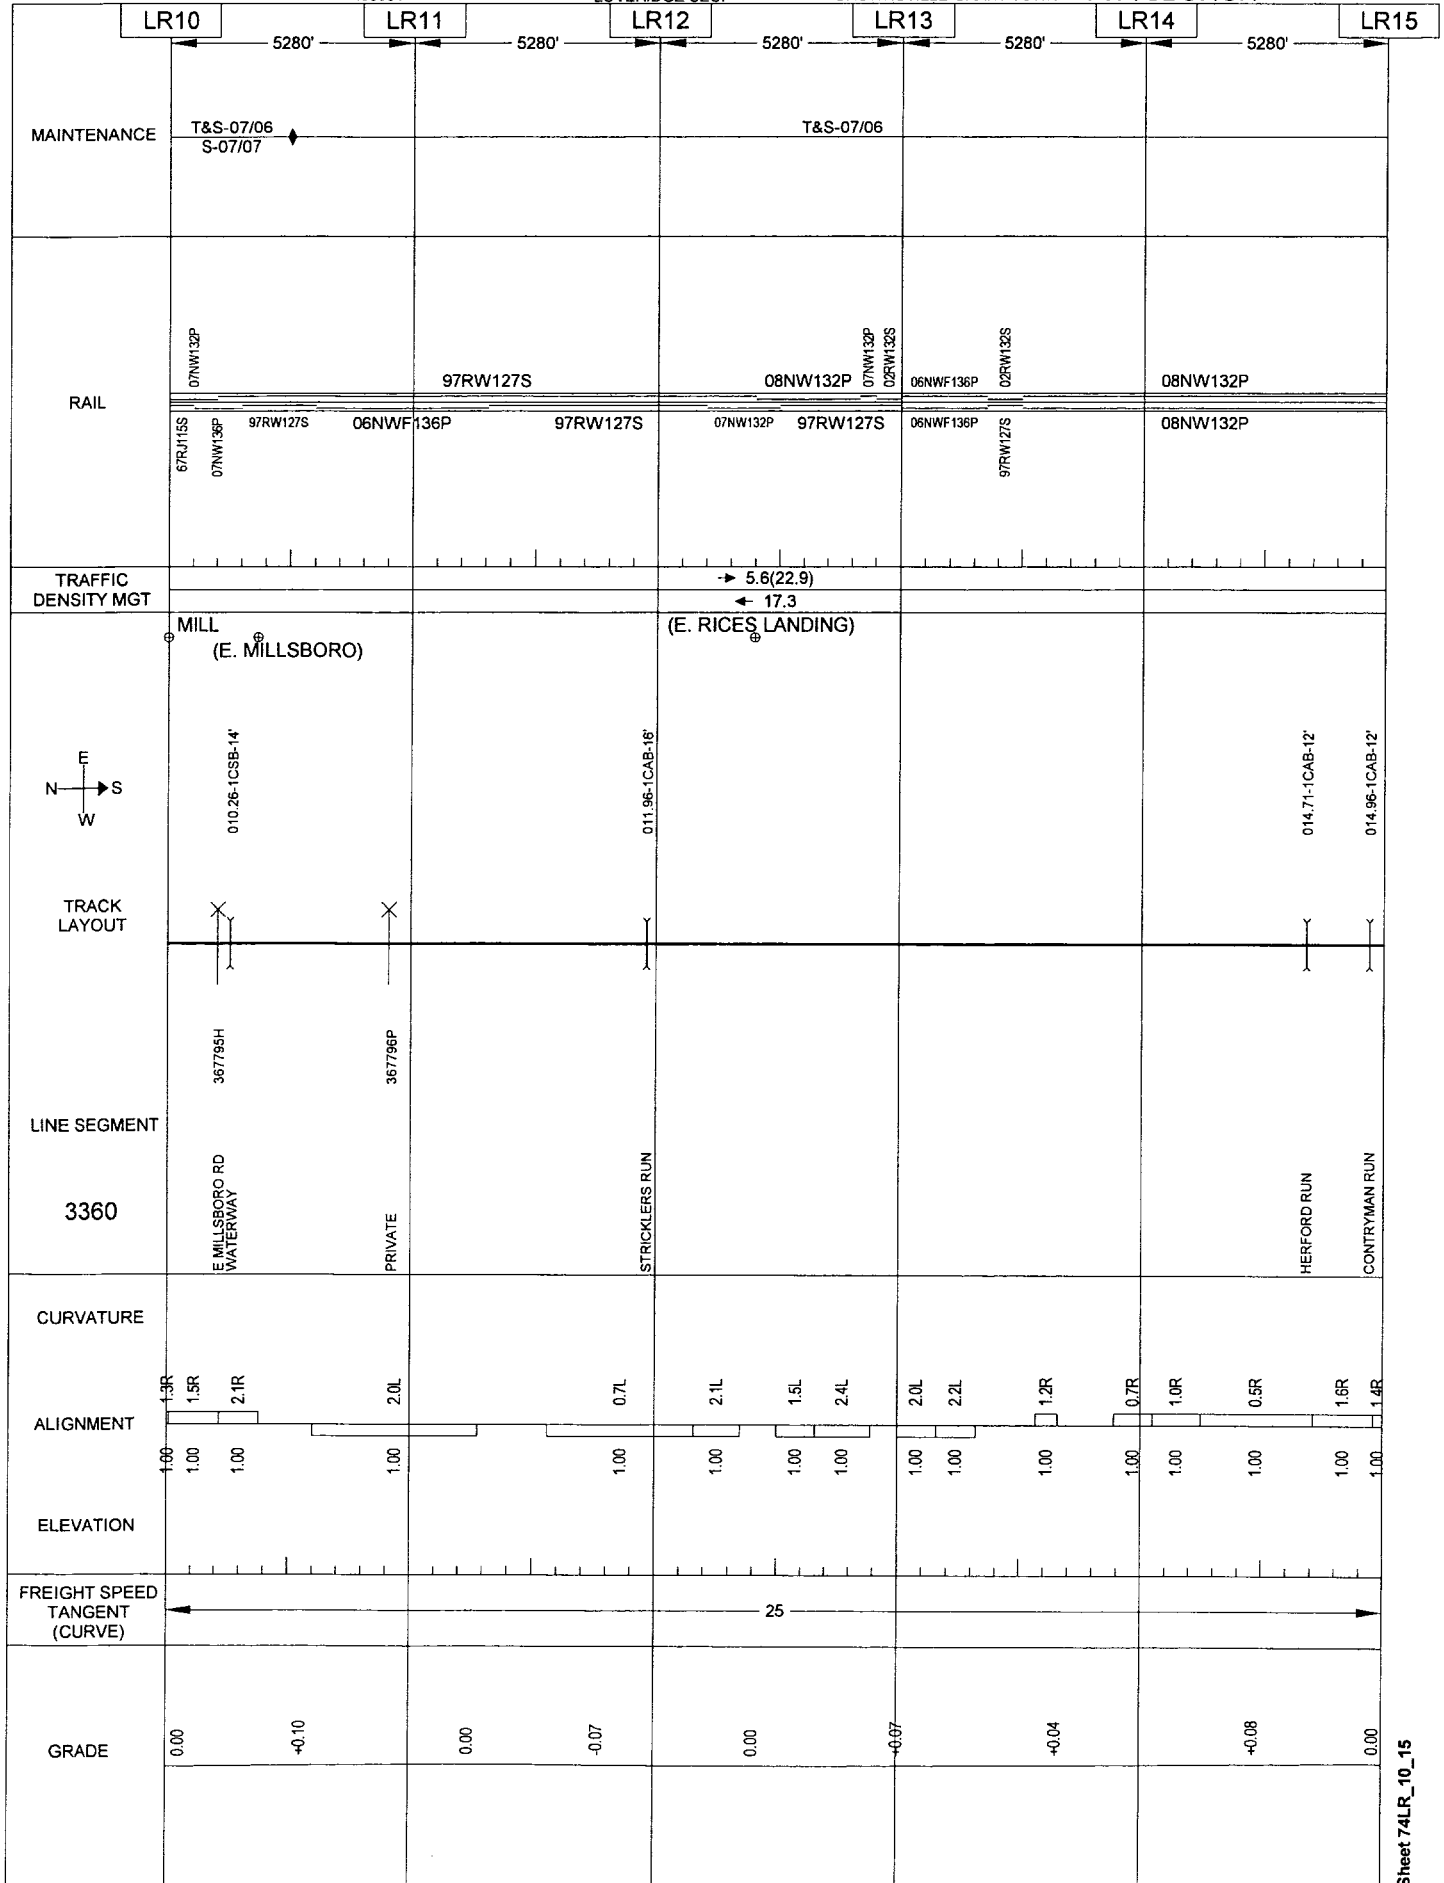 LR10 LR11 LR12 LR13 LR14 LR15
5280' 5280' 5280' 5280' 5280'
MAINTENANCE
T&S-07/06 T&S-07/06
S-07/07
RAIL
07NW132P 07NW132P 02RW132S 02RW132S
97RW127S 08NW132P 06NWF136P 08NW132P
97RW127S 06NWF136P 97RW127S 07NW132P 97RW127S 06NWF136P 08NW132P
67RJ115S 07NW136P 97RW127S
TRAFFIC
DENSITY MGT
5.6(22.9)
17.3
MILL
(E. MILLSBORO)
(E. RICES LANDING)
E
N S
W
010.26-1CSB-14' 011.96-1CAB-16' 014.71-1CAB-12' 014.96-1CAB-12'
TRACK
LAYOUT
367795H 367796P
LINE SEGMENT
3360
E MILLSBORO RD
WATERWAY
PRIVATE
STRICKLERS RUN
HERFORD RUN
CONTRYMAN RUN
CURVATURE
1.3R 1.5R 2.1R 2.0L 0.7L 2.1L 1.5L 2.4L 2.0L 2.2L 1.2R 0.7R 1.0R 0.5R 1.6R 1.4R
ALIGNMENT
1.00 1.00 1.00 1.00 1.00 1.00 1.00 1.00 1.00 1.00 1.00 1.00 1.00 1.00 1.00 1.00
ELEVATION
FREIGHT SPEED
TANGENT
(CURVE)
25
GRADE
0.00 +0.10 0.00 -0.07 0.00 +0.07 +0.04 +0.08 0.00
Sheet 74LR_10_15